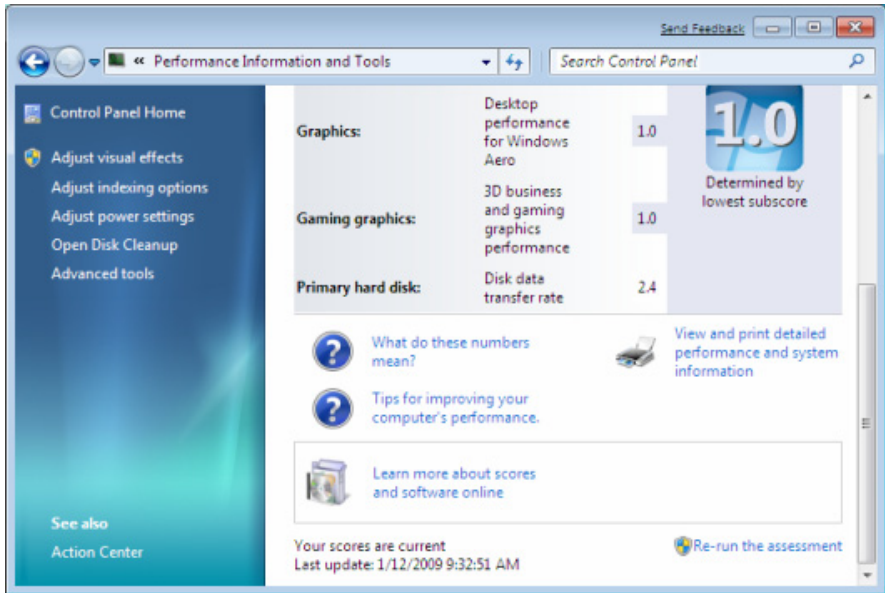 Send Feedback
« Performance Information and Tools
Search Control Panel
Control Panel Home
Adjust visual effects
Adjust indexing options
Adjust power settings
Open Disk Cleanup
Advanced tools
See also
Action Center
Graphics:
Desktop
performance
for Windows
Aero
1.0
Gaming graphics:
3D business
and gaming
graphics
performance
1.0
Primary hard disk:
Disk data
transfer rate
2.4
1.0
Determined by
lowest subscore
What do these numbers
mean?
View and print detailed
performance and system
information
Tips for improving your
computer's performance.
Learn more about scores
and software online
Your scores are current
Last update: 1/12/2009 9:32:51 AM
Re-run the assessment